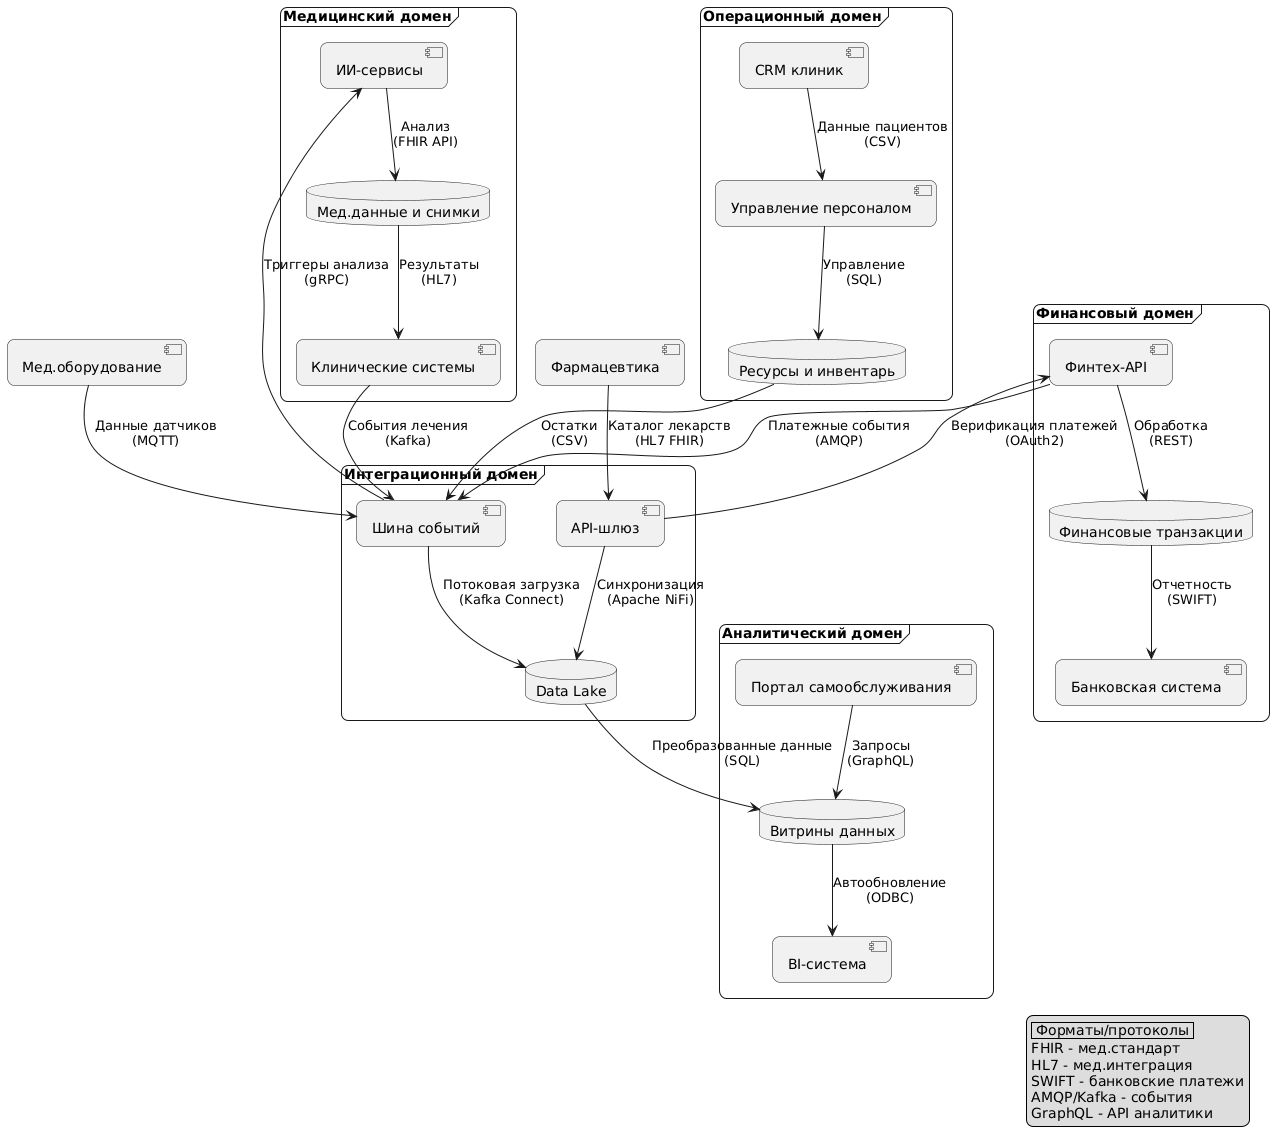 Медицинский домен
Операционный домен
ИИ-сервисы
CRM клиник
Анализ
(FHIR API)
Данные пациентов
(CSV)
Мед.данные и снимки
Управление персоналом
Триггеры анализа
(gRPC)
Результаты
(HL7)
Управление
(SQL)
Финансовый домен
Мед.оборудование
Клинические системы
Фармацевтика
Ресурсы и инвентарь
Финтех-API
Данные датчиков
(MQTT)
События лечения
(Kafka)
Остатки
(CSV)
Каталог лекарств
(HL7 FHIR)
Платежные события
(AMQP)
Верификация платежей
(OAuth2)
Обработка
(REST)
Интеграционный домен
Шина событий
API-шлюз
Финансовые транзакции
Потоковая загрузка
(Kafka Connect)
Синхронизация
(Apache NiFi)
Отчетность
(SWIFT)
Аналитический домен
Data Lake
Портал самообслуживания
Банковская система
Преобразованные данные
(SQL)
Запросы
(GraphQL)
Витрины данных
Автообновление
(ODBC)
BI-система
Форматы/протоколы
FHIR - мед.стандарт
HL7 - мед.интеграция
SWIFT - банковские платежи
AMQP/Kafka - события
GraphQL - API аналитики